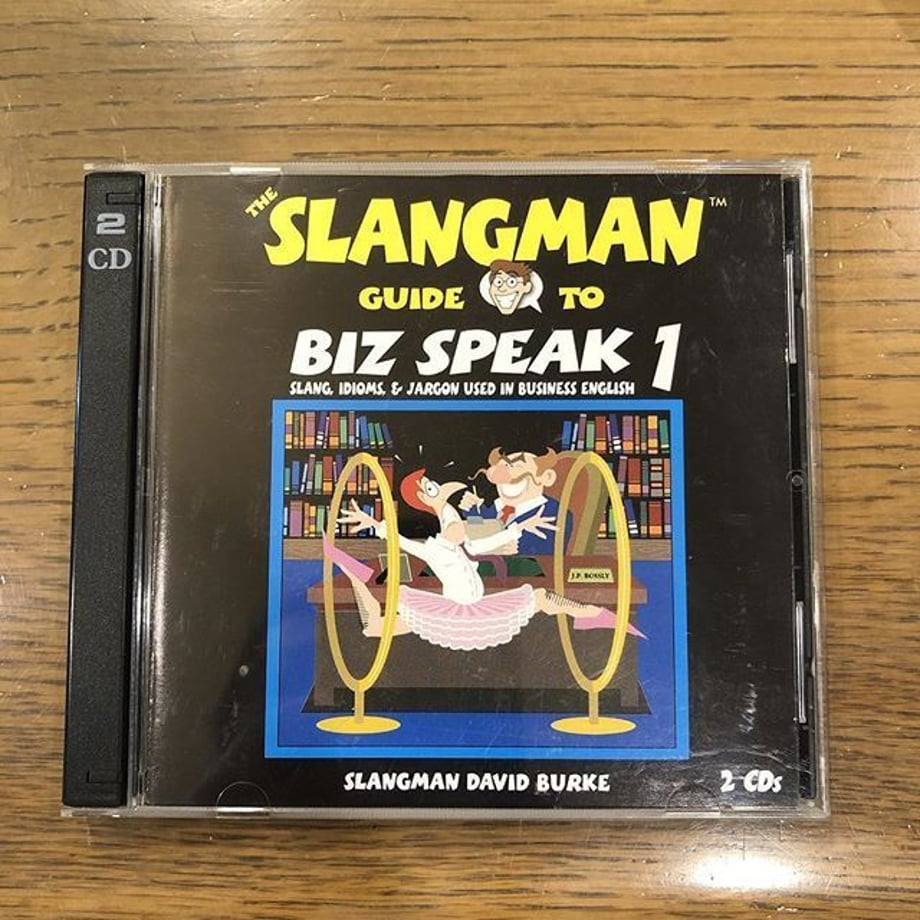 2
CD
THE
SLANGMAN™
GUIDE TO
BIZ SPEAK 1
SLANG, IDIOMS, & JARGON USED IN BUSINESS ENGLISH
J.P. BOSSLY
SLANGMAN DAVID BURKE
2 CDs